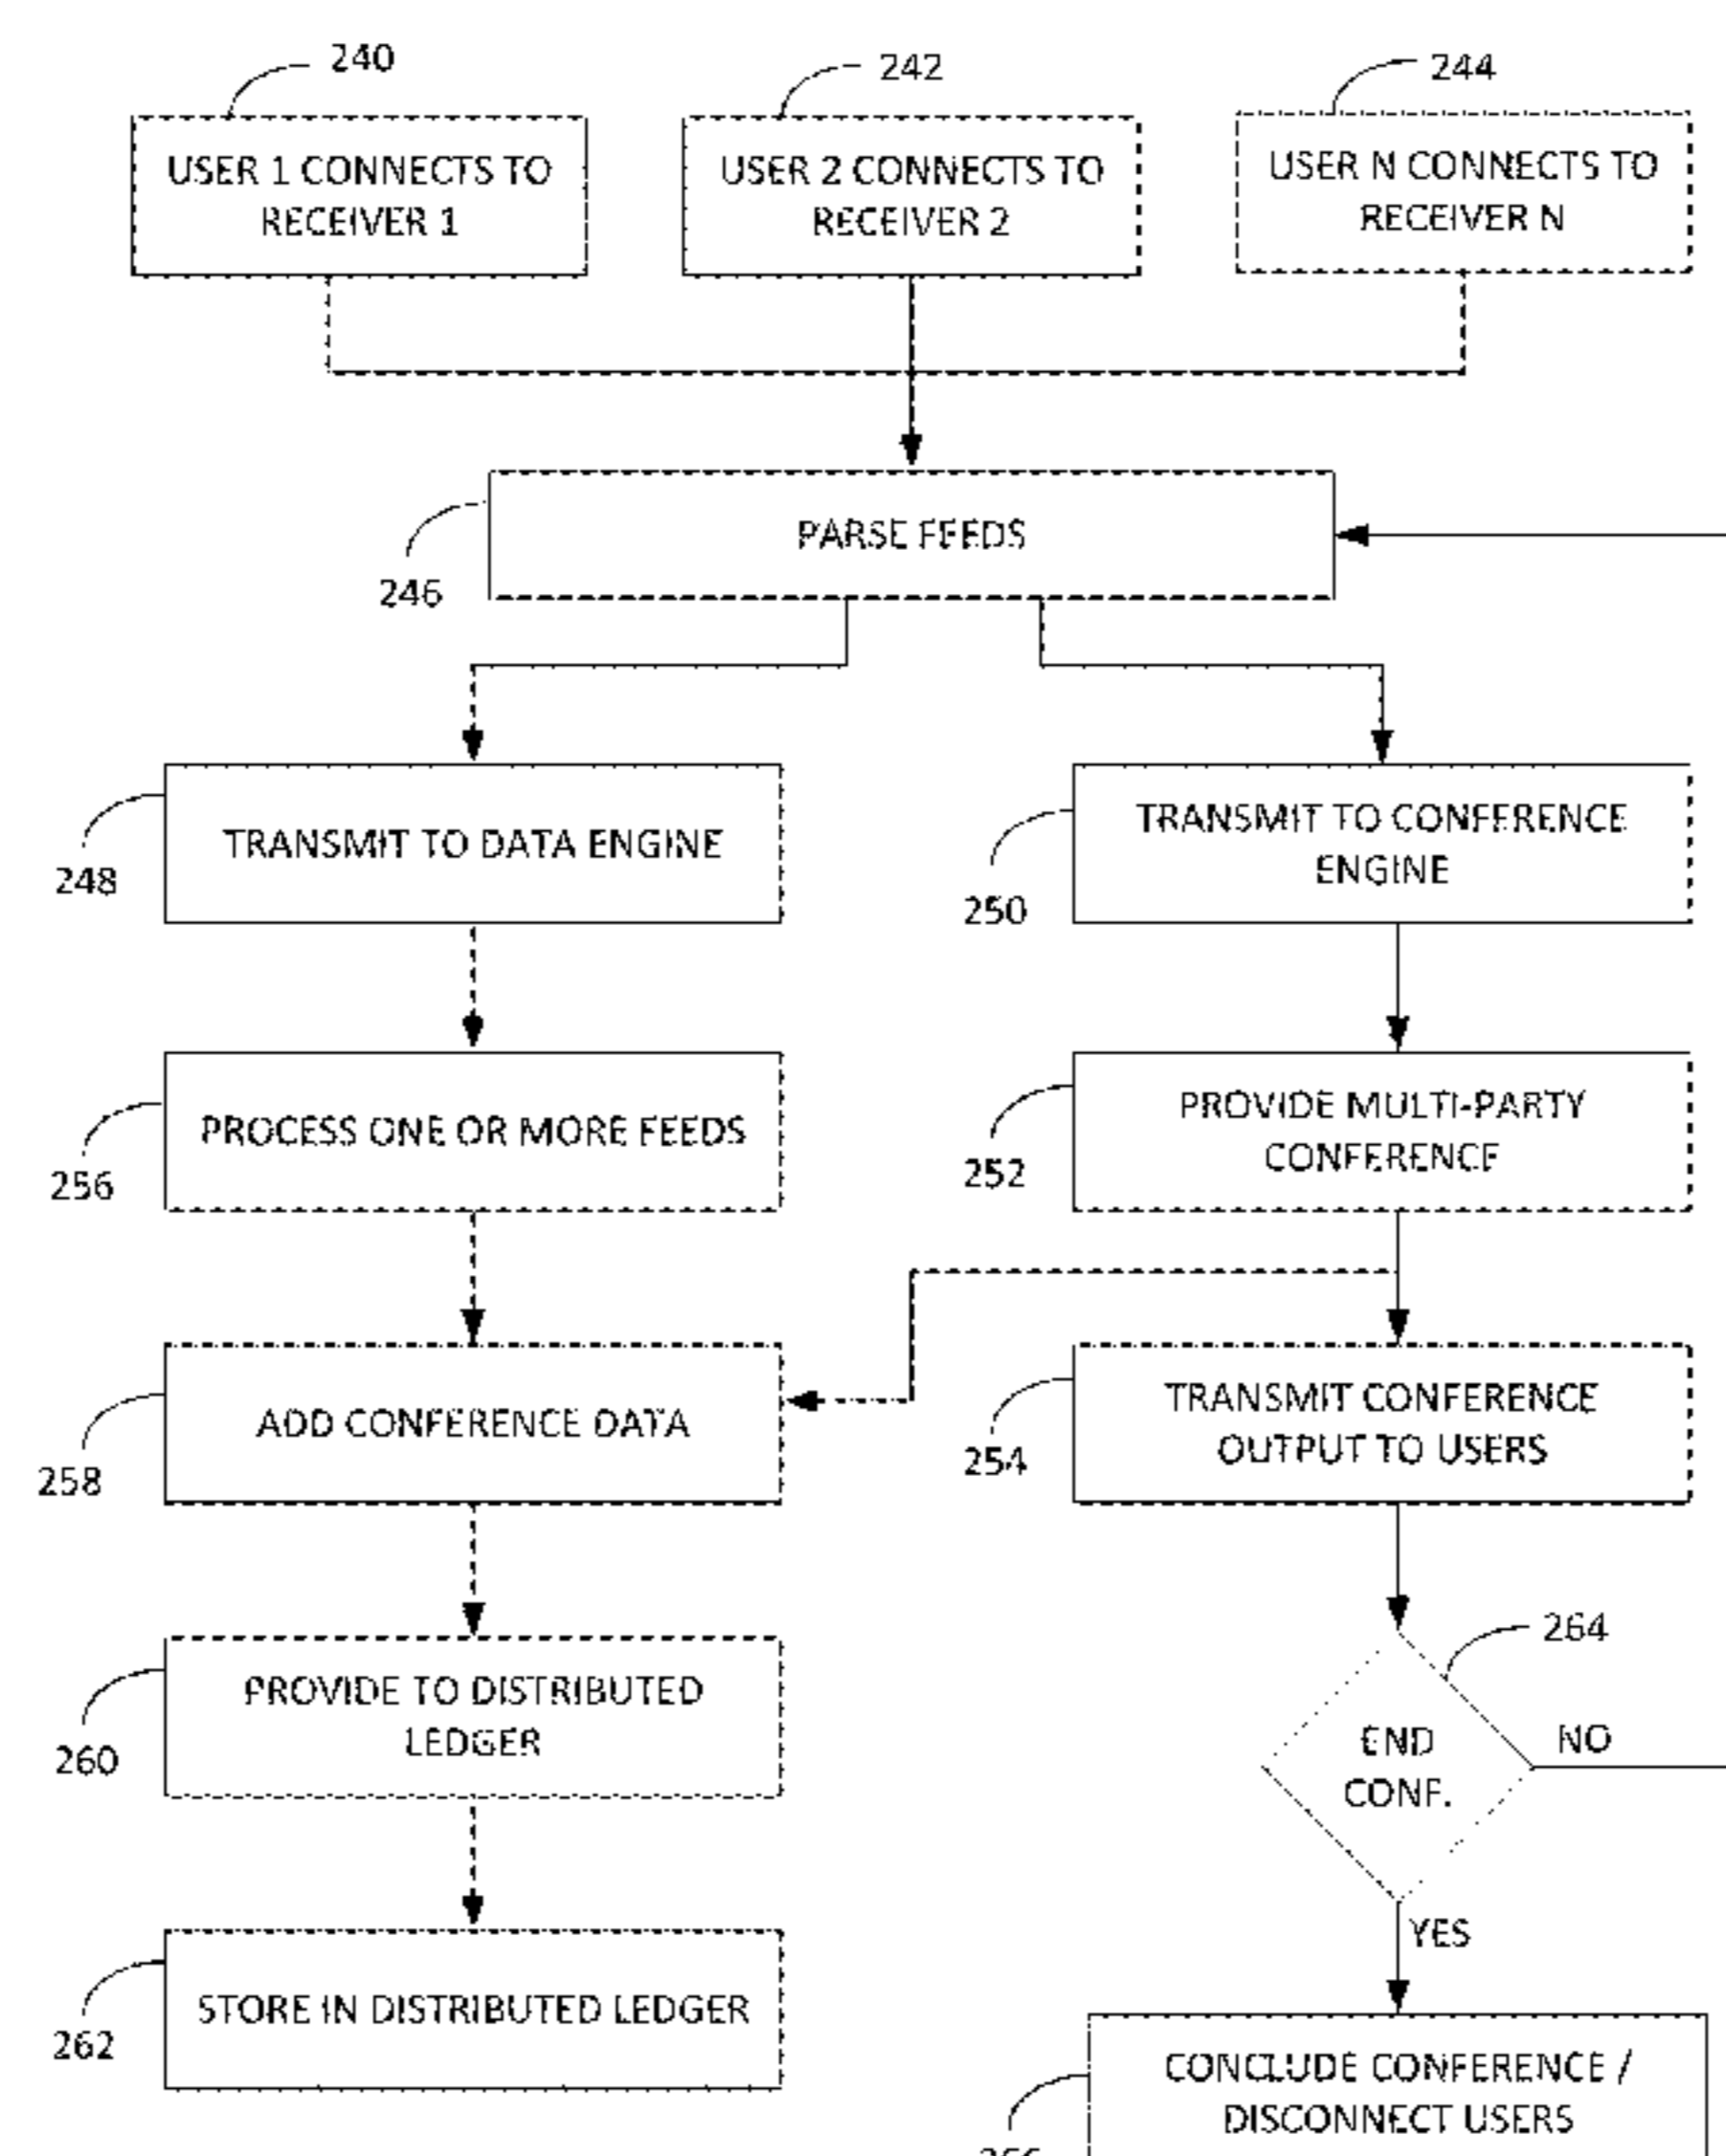 240
242
244
USER 1 CONNECTS TO
RECEIVER 1
USER 2 CONNECTS TO
RECEIVER 2
USER N CONNECTS TO
RECEIVER N
PARSE FEEDS
246
TRANSMIT TO DATA ENGINE
248
TRANSMIT TO CONFERENCE
ENGINE
250
PROCESS ONE OR MORE FEEDS
256
PROVIDE MULTI-PARTY
CONFERENCE
252
ADD CONFERENCE DATA
258
TRANSMIT CONFERENCE
OUTPUT TO USERS
254
264
PROVIDE TO DISTRIBUTED
LEDGER
260
END
CONF.
NO
YES
STORE IN DISTRIBUTED LEDGER
262
CONCLUDE CONFERENCE /
DISCONNECT USERS